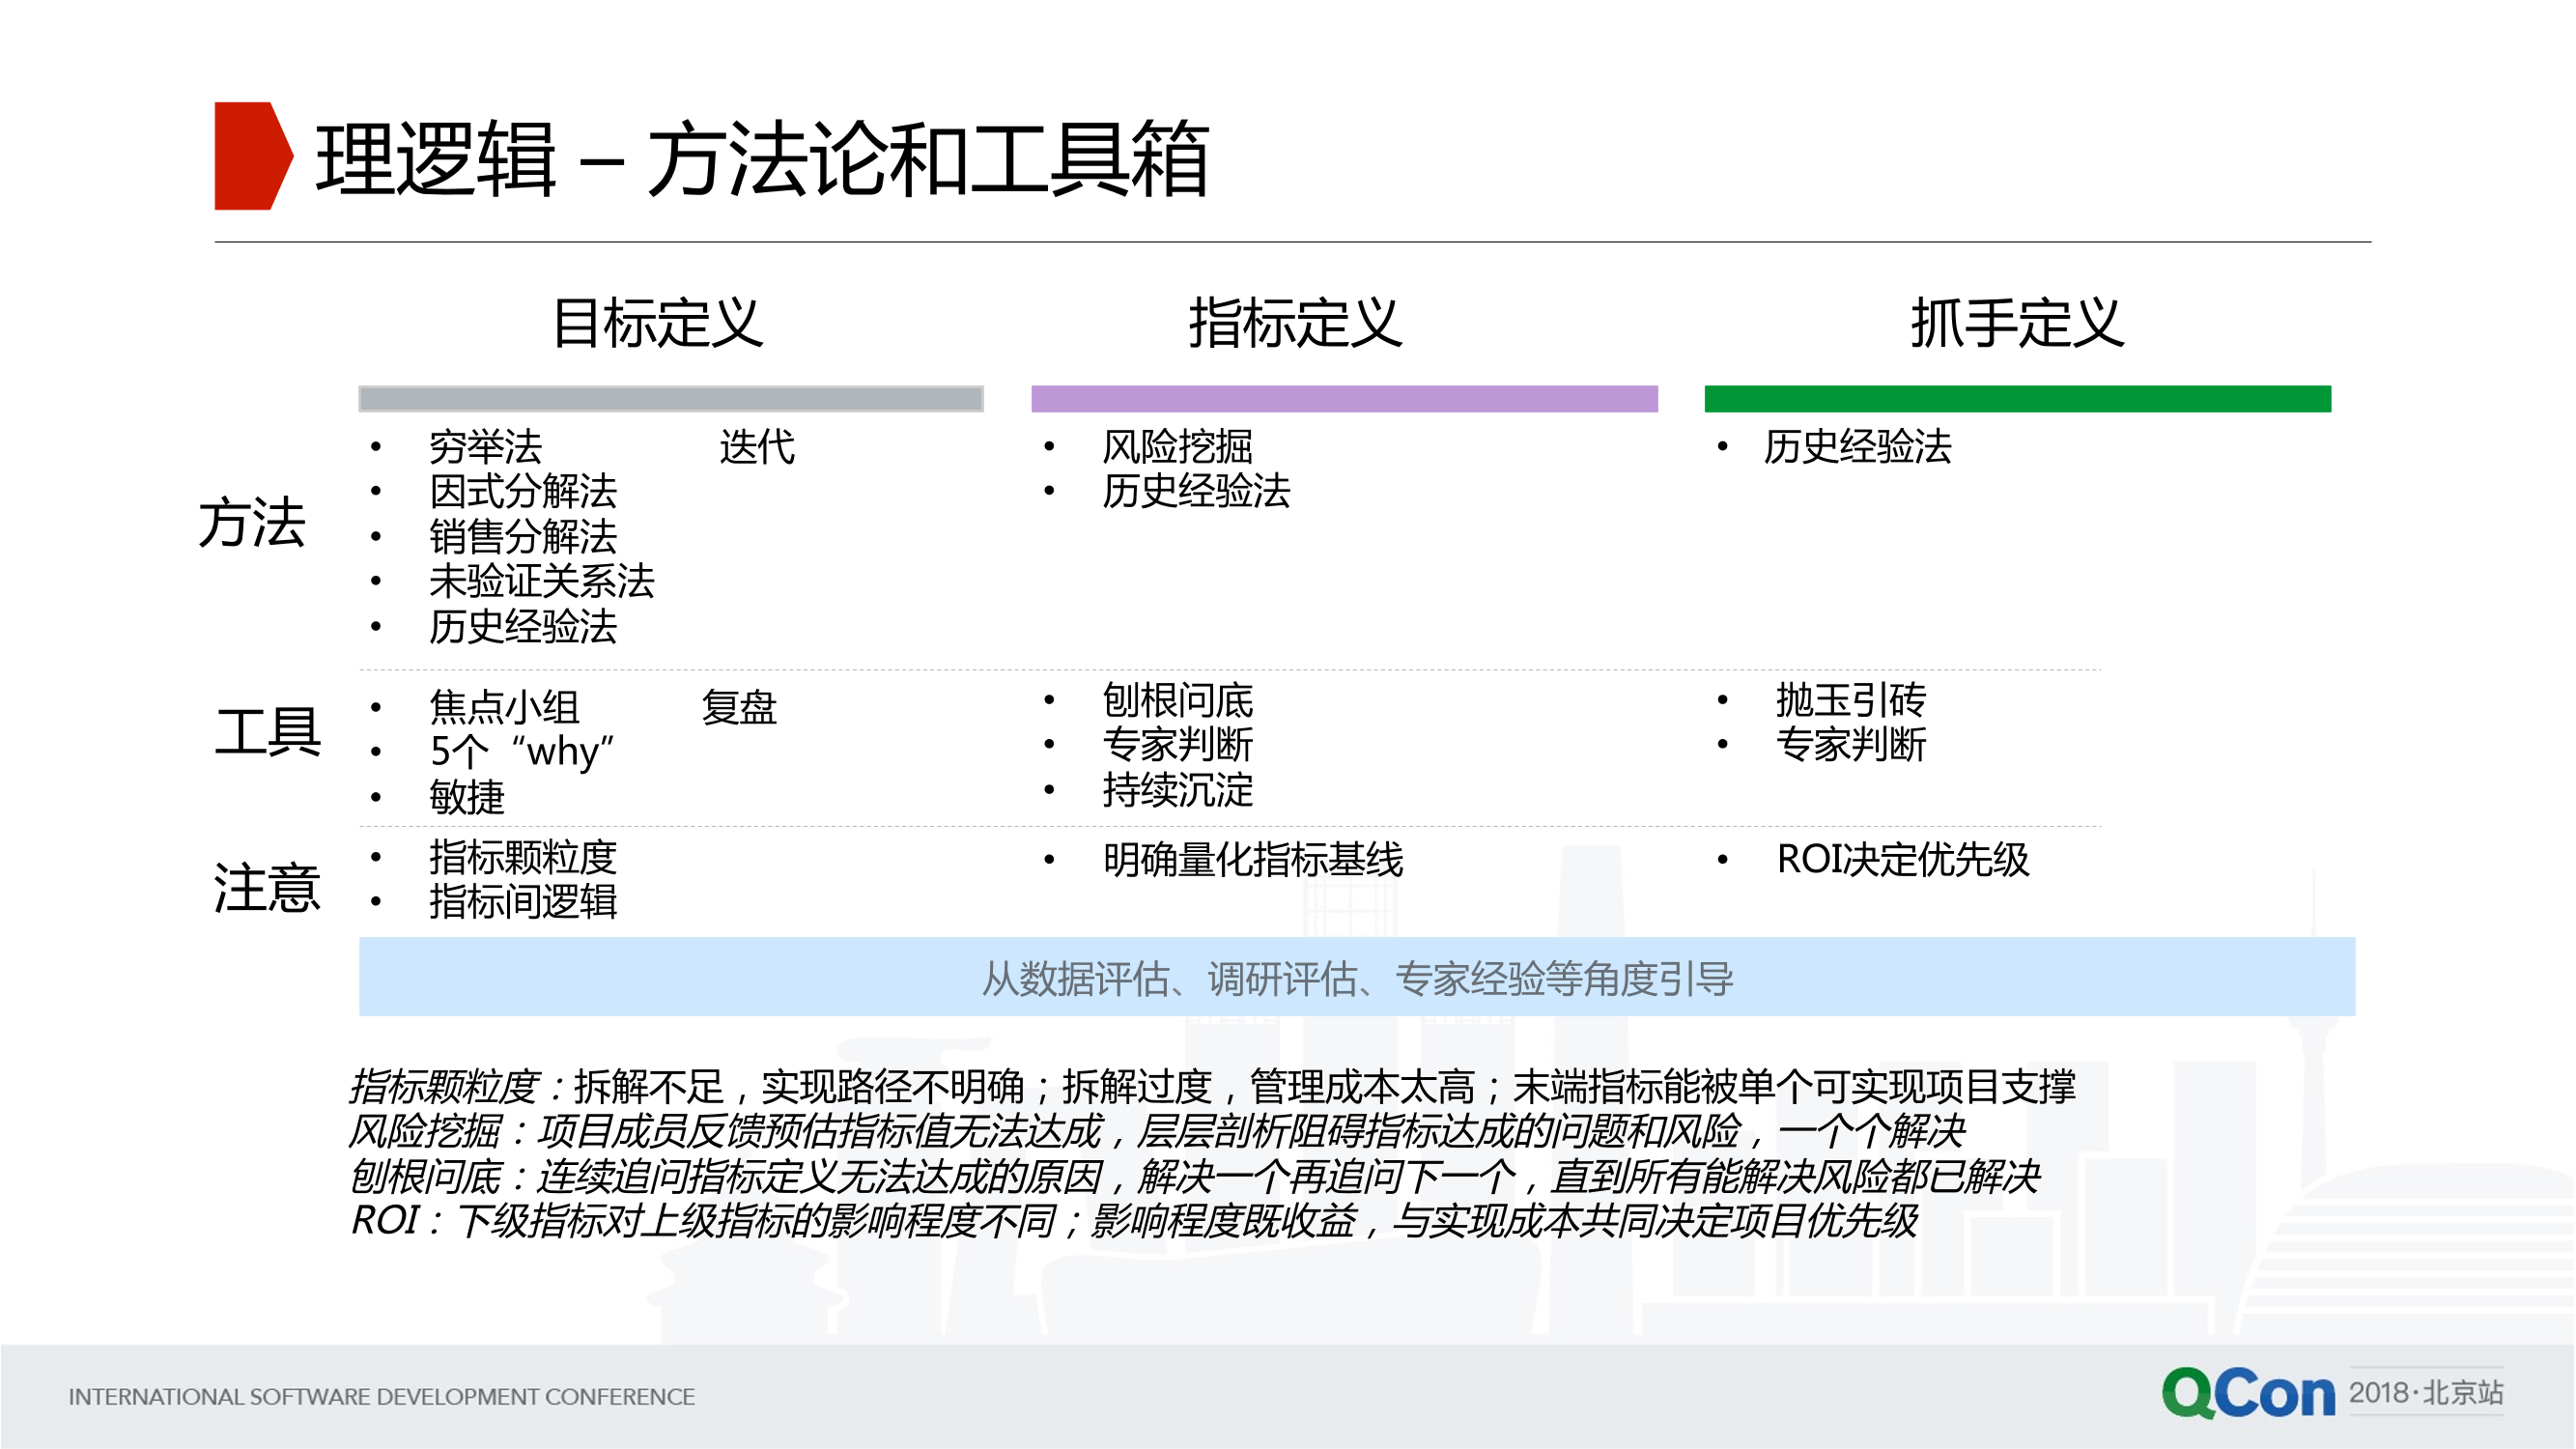 理逻辑 – 方法论和工具箱
目标定义
指标定义
抓手定义
方法
• 穷举法 迭代
• 因式分解法
• 销售分解法
• 未验证关系法
• 历史经验法
• 风险挖掘
• 历史经验法
• 历史经验法
工具
• 焦点小组 复盘
• 5个“why”
• 敏捷
• 刨根问底
• 专家判断
• 持续沉淀
• 抛玉引砖
• 专家判断
注意
• 指标颗粒度
• 指标间逻辑
• 明确量化指标基线
• ROI决定优先级
从数据评估、调研评估、专家经验等角度引导
指标颗粒度：拆解不足，实现路径不明确；拆解过度，管理成本太高；末端指标能被单个可实现项目支撑
风险挖掘：项目成员反馈预估指标值无法达成，层层剖析阻碍指标达成的问题和风险，一个个解决
刨根问底：连续追问指标定义无法达成的原因，解决一个再追问下一个，直到所有能解决风险都已解决
ROI：下级指标对上级指标的影响程度不同；影响程度既收益，与实现成本共同决定项目优先级
INTERNATIONAL SOFTWARE DEVELOPMENT CONFERENCE
QCon 2018·北京站